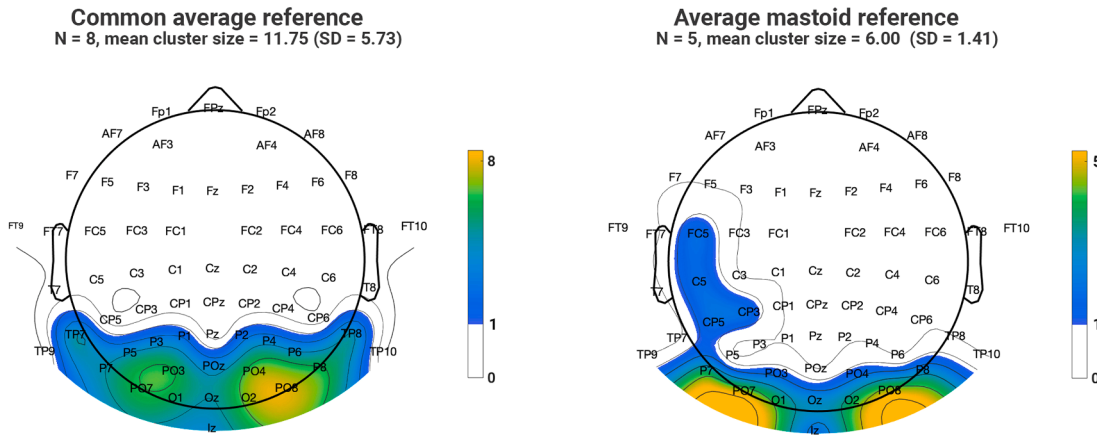 Common average reference
N = 8, mean cluster size = 11.75 (SD = 5.73)
Fp1 FPz Fp2
AF7 AF8
AF3 AF4
F7 F5 F3 F1 Fz F2 F4 F6 F8
FT9 FT7 FC5 FC3 FC1 FC2 FC4 FC6 FT8 FT10
T7 C5 C3 C1 Cz C2 C4 C6 T8
CP5 CP3 CP1 CPz CP2 CP4 CP6
TP9 TP7 P5 P3 P1 Pz P2 P4 P6 TP8 TP10
P7 PO7 PO3 POz PO4 PO8 P8
O1 Oz O2
Iz
8
1
0
Average mastoid reference
N = 5, mean cluster size = 6.00 (SD = 1.41)
Fp1 FPz Fp2
AF7 AF8
AF3 AF4
F7 F5 F3 F1 Fz F2 F4 F6 F8
FT9 FT7 FC5 FC3 FC1 FC2 FC4 FC6 FT8 FT10
T7 C5 C3 C1 Cz C2 C4 C6 T8
CP5 CP3 CP1 CPz CP2 CP4 CP6
TP9 TP7 P5 P3 P1 Pz P2 P4 P6 TP8 TP10
P7 PO7 PO3 POz PO4 PO8 P8
O1 Oz O2
Iz
5
1
0